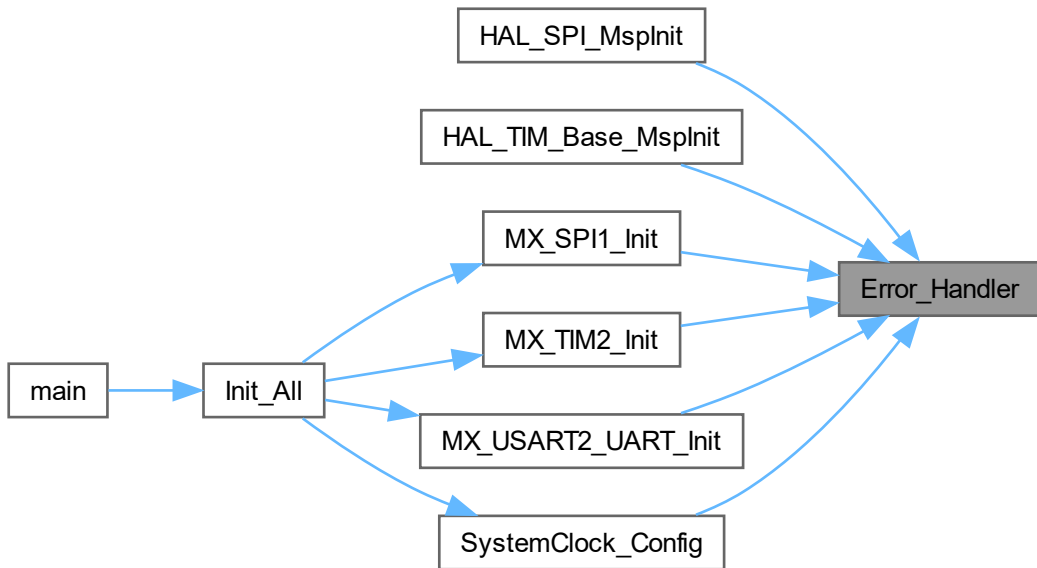 HAL_SPI_MspInit
HAL_TIM_Base_MspInit
MX_SPI1_Init
Error_Handler
MX_TIM2_Init
main
Init_All
MX_USART2_UART_Init
SystemClock_Config